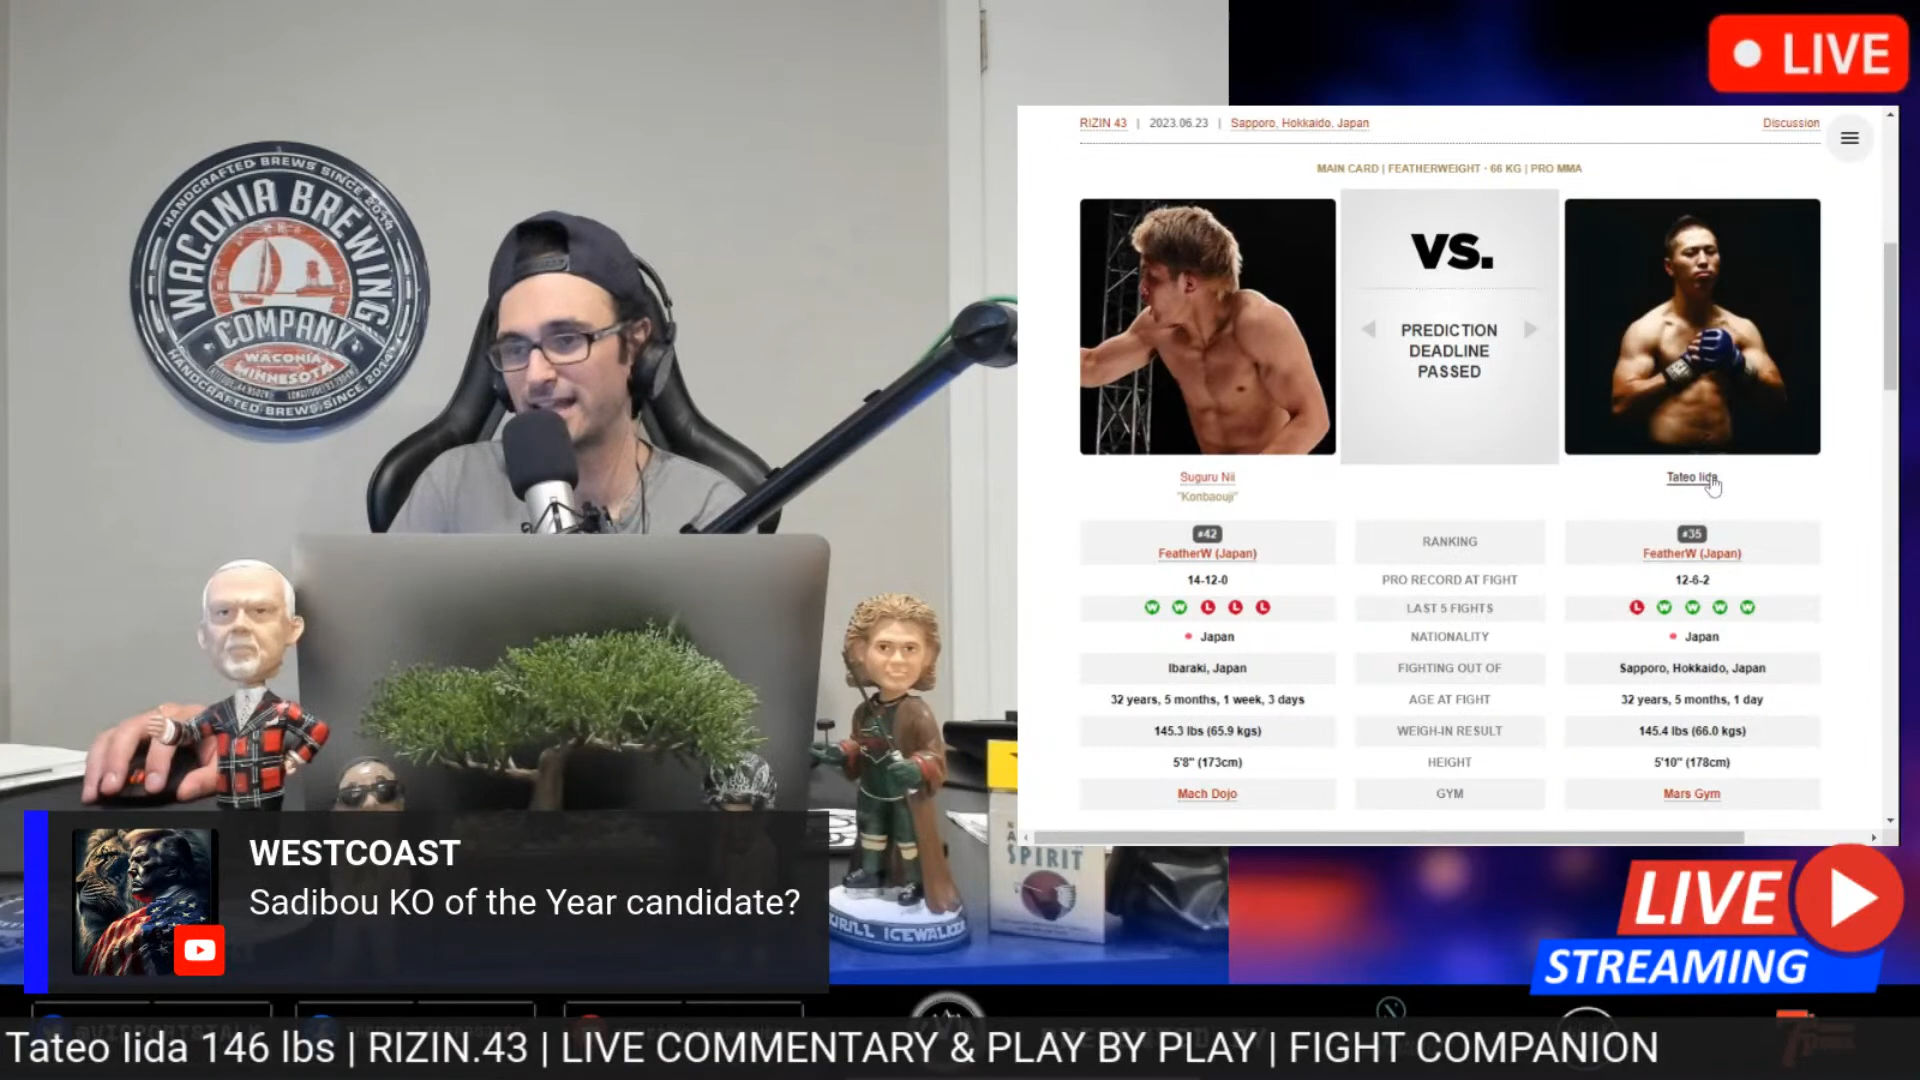 LIVE
HANDCRAFTED BREWS SINCE 2014
WACONIA BREWING
COMPANY
WACONIA
MINNESOTA
HANDCRAFTED BREWS SINCE 2014
RIZIN 43 | 2023.06.23 | Sapporo, Hokkaido, Japan
Discussion
MAIN CARD | FEATHERWEIGHT · 66 KG | PRO MMA
VS.
PREDICTION
DEADLINE
PASSED
Suguru Nii
"Konbaouji"
Tateo Iida
#42
FeatherW (Japan)
RANKING
#35
FeatherW (Japan)
14-12-0 PRO RECORD AT FIGHT 12-6-2
W W L L L LAST 5 FIGHTS L W W W W
Japan NATIONALITY Japan
Ibaraki, Japan FIGHTING OUT OF Sapporo, Hokkaido, Japan
32 years, 5 months, 1 week, 3 days AGE AT FIGHT 32 years, 5 months, 1 day
145.3 lbs (65.9 kgs) WEIGH-IN RESULT 145.4 lbs (66.0 kgs)
5'8" (173cm) HEIGHT 5'10" (178cm)
Mach Dojo GYM Mars Gym
SPIRIT
WESTCOAST
Sadibou KO of the Year candidate?
LIVE
STREAMING
Tateo Iida 146 lbs | RIZIN.43 | LIVE COMMENTARY & PLAY BY PLAY | FIGHT COMPANION